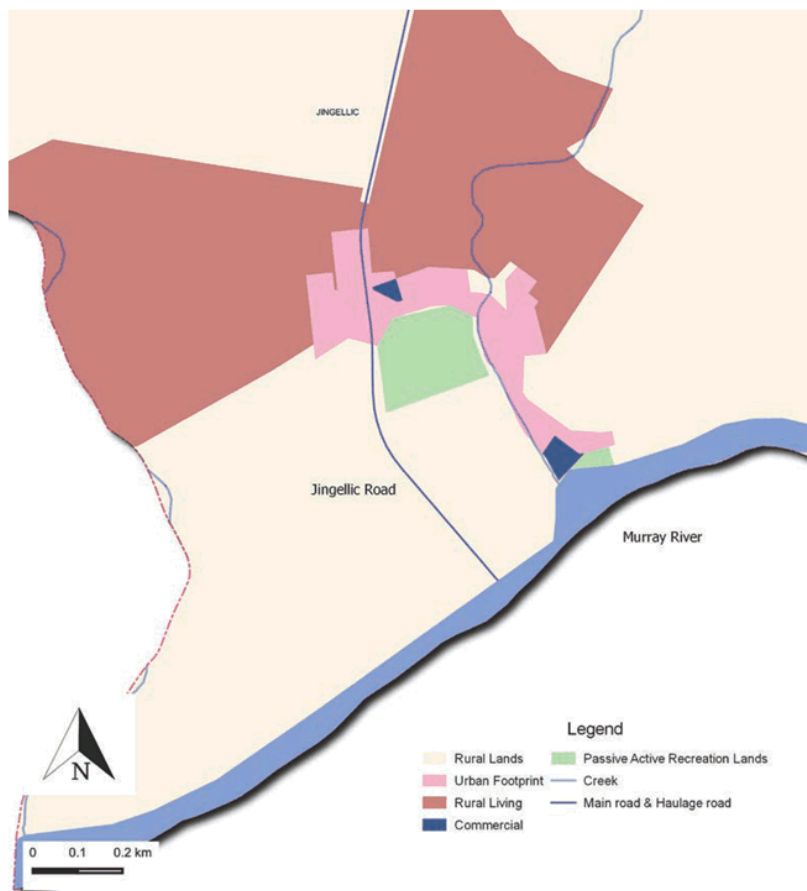 JINGELLIC
Jingellic Road
Murray River
N
Legend
Rural Lands
Passive Active Recreation Lands
Urban Footprint
Creek
Rural Living
Main road & Haulage road
Commercial
0 0.1 0.2 km